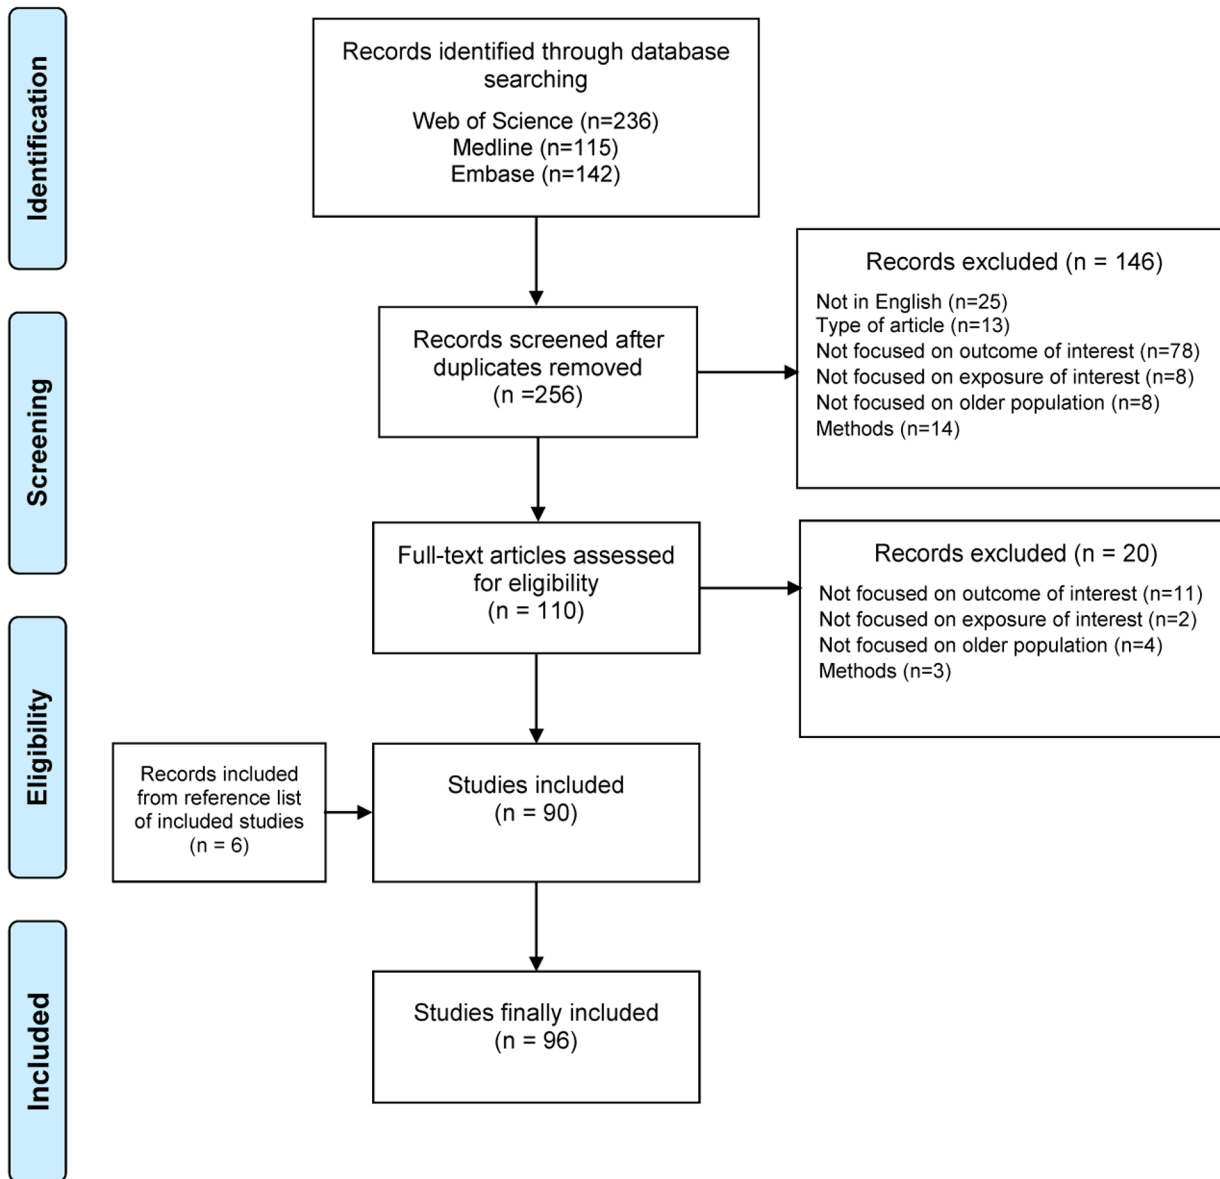 Identification
Records identified through database
searching
Web of Science (n=236)
Medline (n=115)
Embase (n=142)
Records excluded (n = 146)
Not in English (n=25)
Type of article (n=13)
Not focused on outcome of interest (n=78)
Not focused on exposure of interest (n=8)
Not focused on older population (n=8)
Methods (n=14)
Screening
Records screened after
duplicates removed
(n =256)
Full-text articles assessed
for eligibility
(n = 110)
Records excluded (n = 20)
Not focused on outcome of interest (n=11)
Not focused on exposure of interest (n=2)
Not focused on older population (n=4)
Methods (n=3)
Eligibility
Records included
from reference list
of included studies
(n = 6)
Studies included
(n = 90)
Included
Studies finally included
(n = 96)